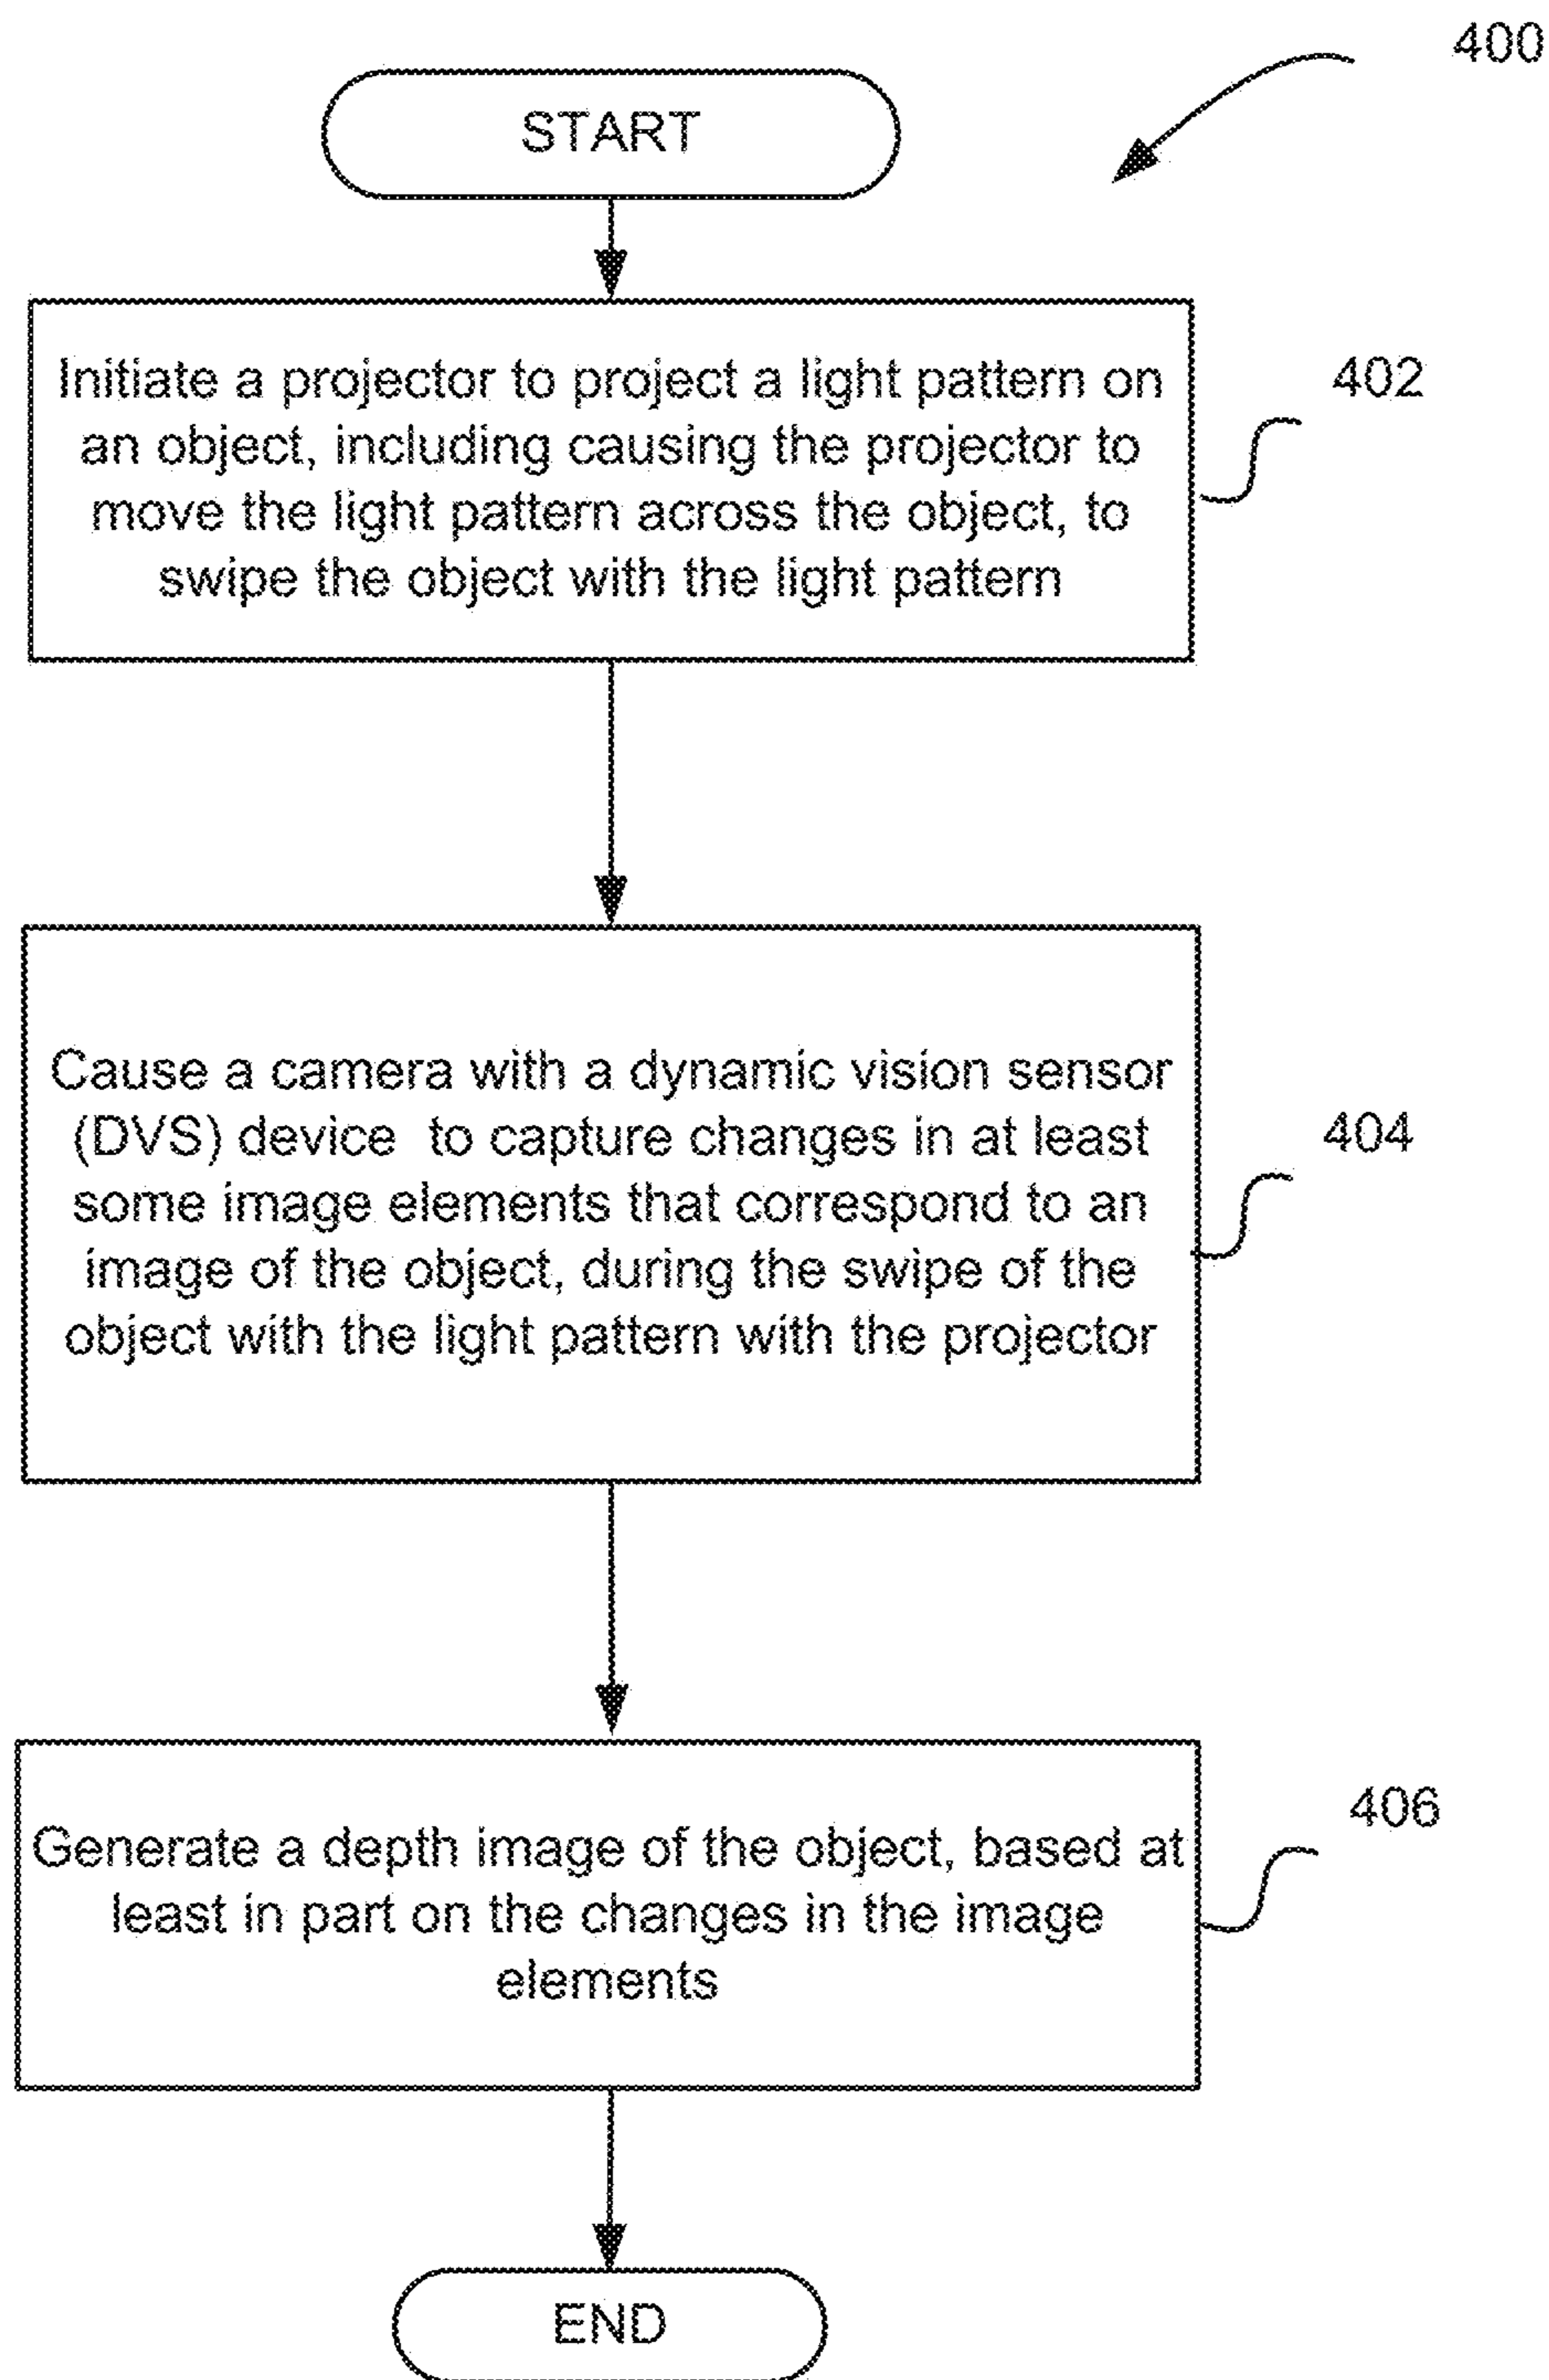 400
START
Initiate a projector to project a light pattern on
an object, including causing the projector to
move the light pattern across the object, to
swipe the object with the light pattern
402
Cause a camera with a dynamic vision sensor
(DVS) device to capture changes in at least
some image elements that correspond to an
image of the object, during the swipe of the
object with the light pattern with the projector
404
Generate a depth image of the object, based at
least in part on the changes in the image
elements
406
END